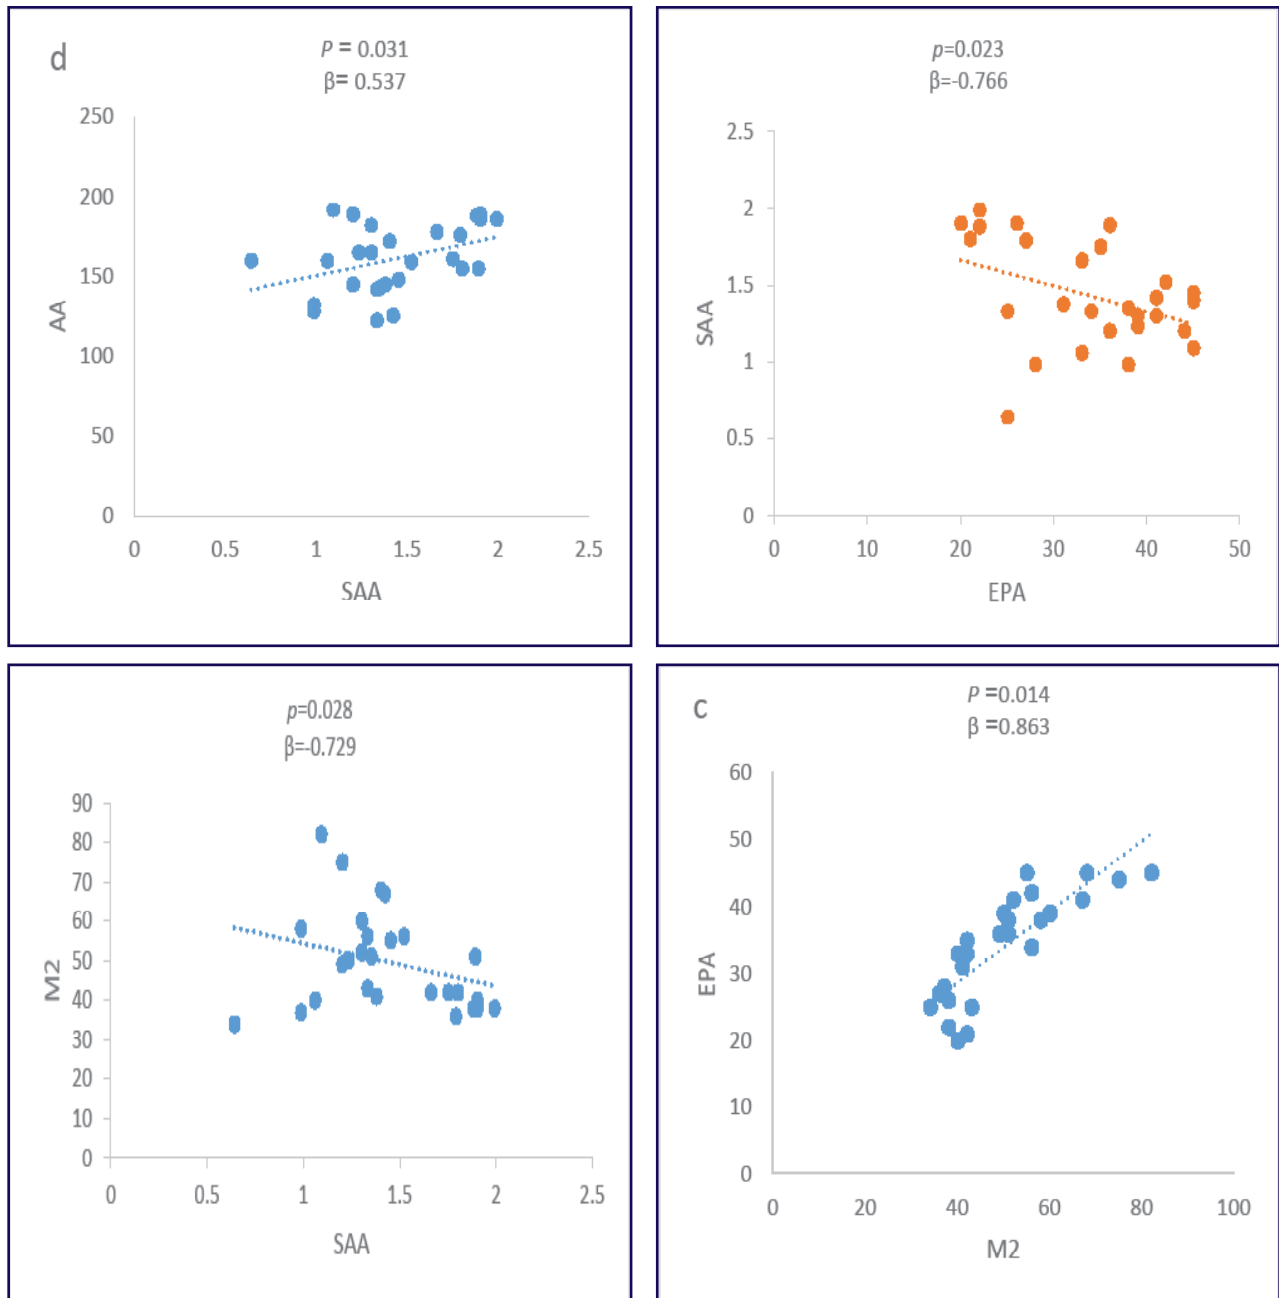 d
P = 0.031
β= 0.537
250
200
150
100
50
0
AA
0 0.5 1 1.5 2 2.5
SAA
p=0.023
β=-0.766
2.5
2
1.5
1
0.5
0
SAA
0 10 20 30 40 50
EPA
p=0.028
β=-0.729
90
80
70
60
50
40
30
20
10
0
M2
0 0.5 1 1.5 2 2.5
SAA
c
P =0.014
β =0.863
60
50
40
30
20
10
0
EPA
0 20 40 60 80 100
M2